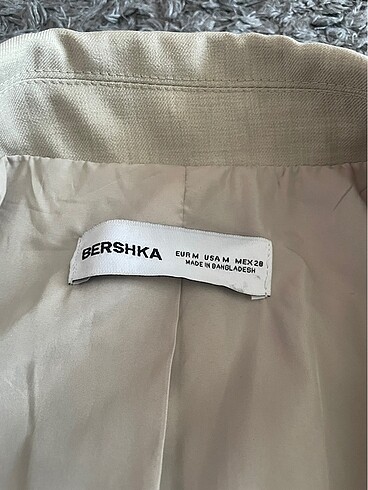 BERSHKA
EUR M USA M MEX 28
MADE IN BANGLADESH